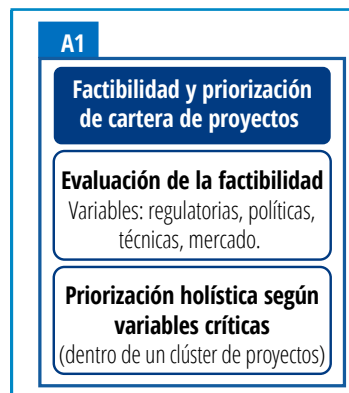 A1
Factibilidad y priorización
de cartera de proyectos
Evaluación de la factibilidad
Variables: regulatorias, políticas,
técnicas, mercado.
Priorización holística según
variables críticas
(dentro de un clúster de proyectos)